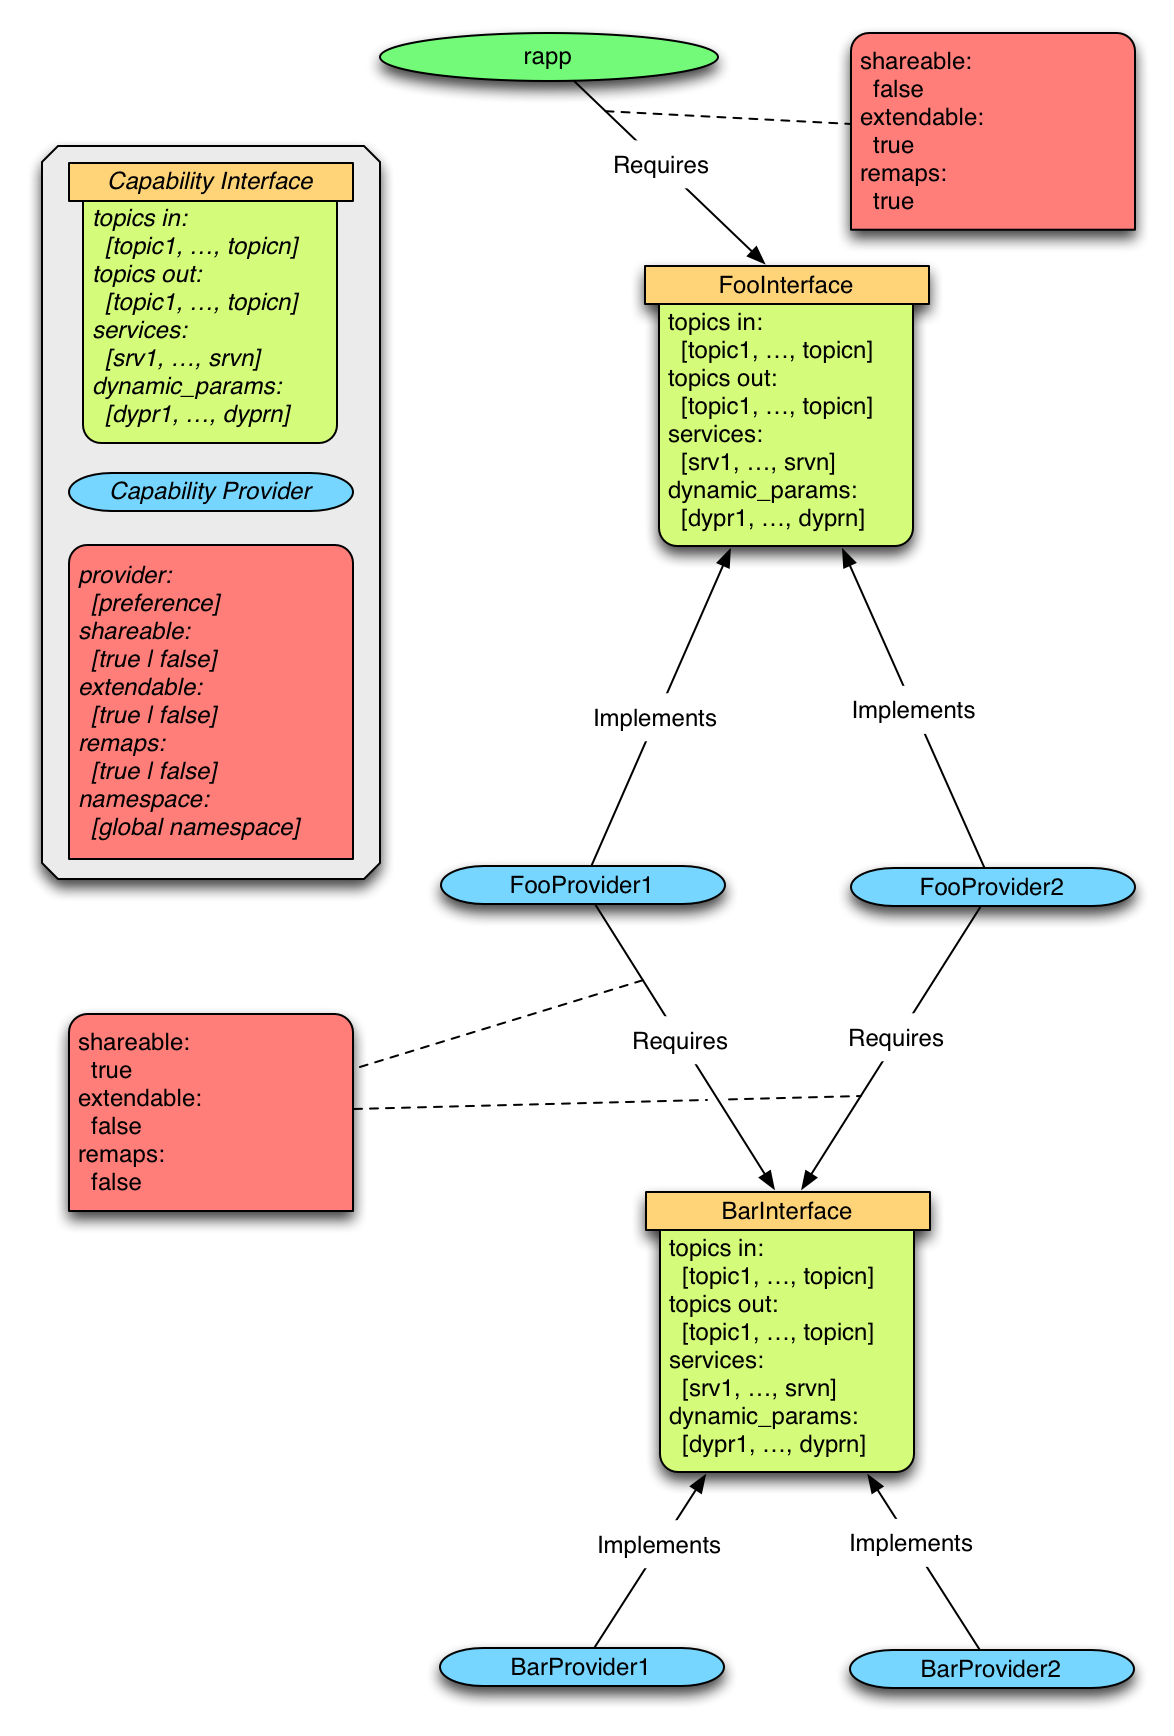 rapp
shareable:
false
extendable:
true
remaps:
true
Requires
Capability Interface
topics in:
[topic1, …, topicn]
topics out:
[topic1, …, topicn]
services:
[srv1, …, srvn]
dynamic_params:
[dypr1, …, dyprn]
Capability Provider
provider:
[preference]
shareable:
[true | false]
extendable:
[true | false]
remaps:
[true | false]
namespace:
[global namespace]
FooInterface
topics in:
[topic1, …, topicn]
topics out:
[topic1, …, topicn]
services:
[srv1, …, srvn]
dynamic_params:
[dypr1, …, dyprn]
Implements
Implements
FooProvider1
FooProvider2
shareable:
true
extendable:
false
remaps:
false
Requires
Requires
BarInterface
topics in:
[topic1, …, topicn]
topics out:
[topic1, …, topicn]
services:
[srv1, …, srvn]
dynamic_params:
[dypr1, …, dyprn]
Implements
Implements
BarProvider1
BarProvider2